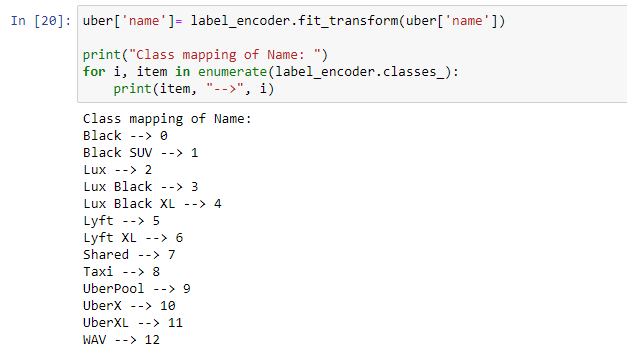 In [20]: uber['name']= label_encoder.fit_transform(uber['name'])
print("Class mapping of Name: ")
for i, item in enumerate(label_encoder.classes_):
    print(item, "-->", i)
Class mapping of Name:
Black --> 0
Black SUV --> 1
Lux --> 2
Lux Black --> 3
Lux Black XL --> 4
Lyft --> 5
Lyft XL --> 6
Shared --> 7
Taxi --> 8
UberPool --> 9
UberX --> 10
UberXL --> 11
WAV --> 12